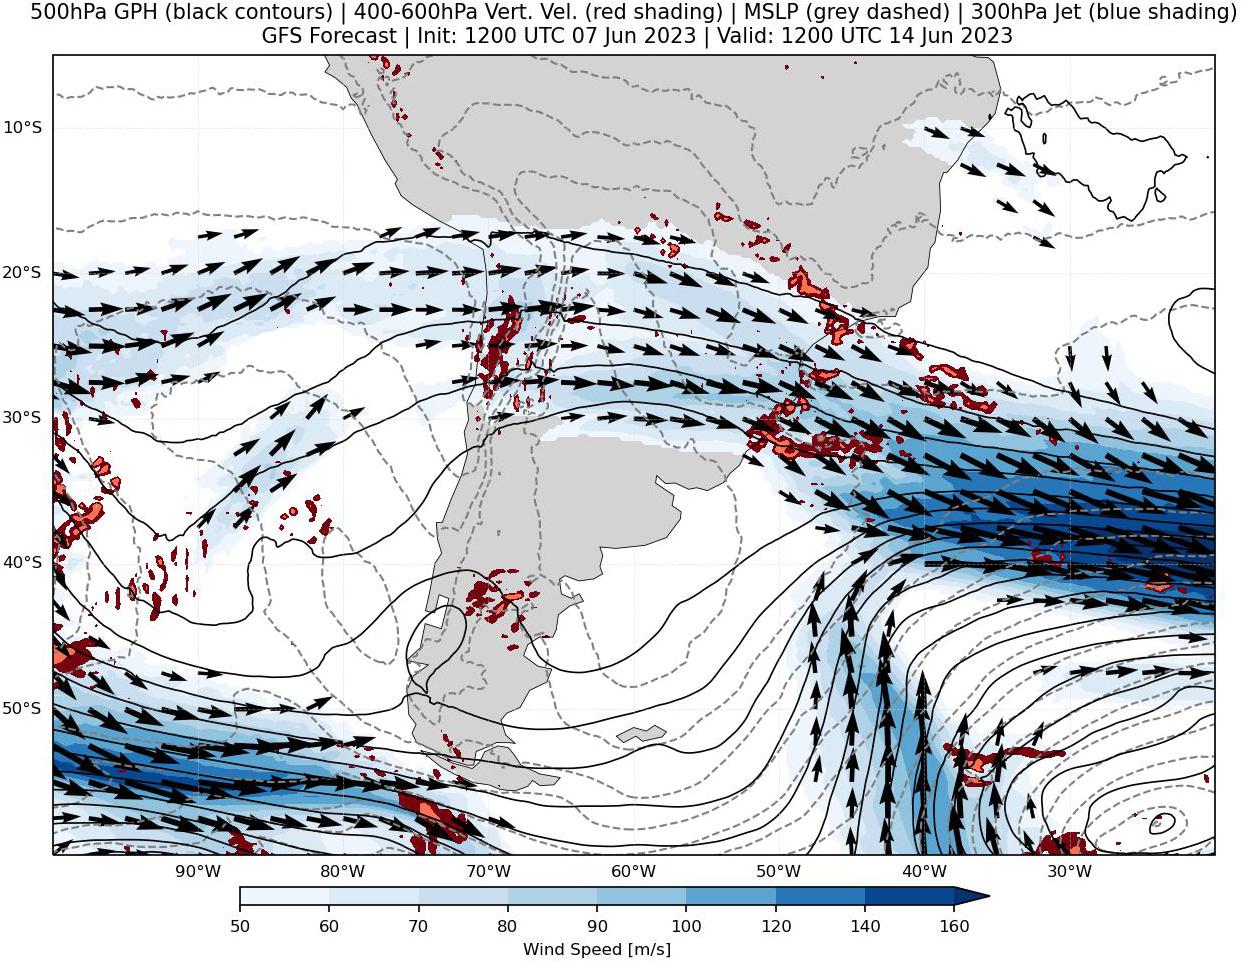 500hPa GPH (black contours) | 400-600hPa Vert. Vel. (red shading) | MSLP (grey dashed) | 300hPa Jet (blue shading)
GFS Forecast | Init: 1200 UTC 07 Jun 2023 | Valid: 1200 UTC 14 Jun 2023
10°S
20°S
30°S
40°S
50°S
90°W 80°W 70°W 60°W 50°W 40°W 30°W
50 60 70 80 90 100 120 140 160
Wind Speed [m/s]